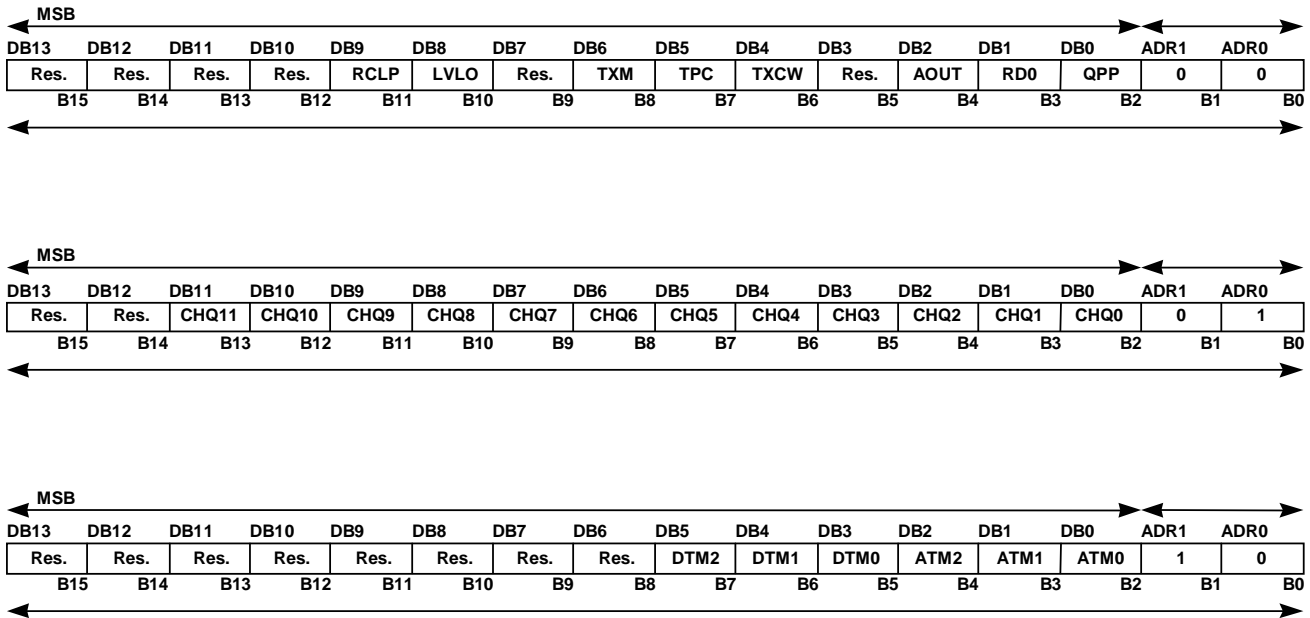 MSB
DB13 DB12 DB11 DB10 DB9 DB8 DB7 DB6 DB5 DB4 DB3 DB2 DB1 DB0 ADR1 ADR0
Res. Res. Res. Res. RCLP LVLO Res. TXM TPC TXCW Res. AOUT RD0 QPP 0 0
B15 B14 B13 B12 B11 B10 B9 B8 B7 B6 B5 B4 B3 B2 B1 B0
MSB
DB13 DB12 DB11 DB10 DB9 DB8 DB7 DB6 DB5 DB4 DB3 DB2 DB1 DB0 ADR1 ADR0
Res. Res. CHQ11 CHQ10 CHQ9 CHQ8 CHQ7 CHQ6 CHQ5 CHQ4 CHQ3 CHQ2 CHQ1 CHQ0 0 1
B15 B14 B13 B12 B11 B10 B9 B8 B7 B6 B5 B4 B3 B2 B1 B0
MSB
DB13 DB12 DB11 DB10 DB9 DB8 DB7 DB6 DB5 DB4 DB3 DB2 DB1 DB0 ADR1 ADR0
Res. Res. Res. Res. Res. Res. Res. Res. DTM2 DTM1 DTM0 ATM2 ATM1 ATM0 1 0
B15 B14 B13 B12 B11 B10 B9 B8 B7 B6 B5 B4 B3 B2 B1 B0